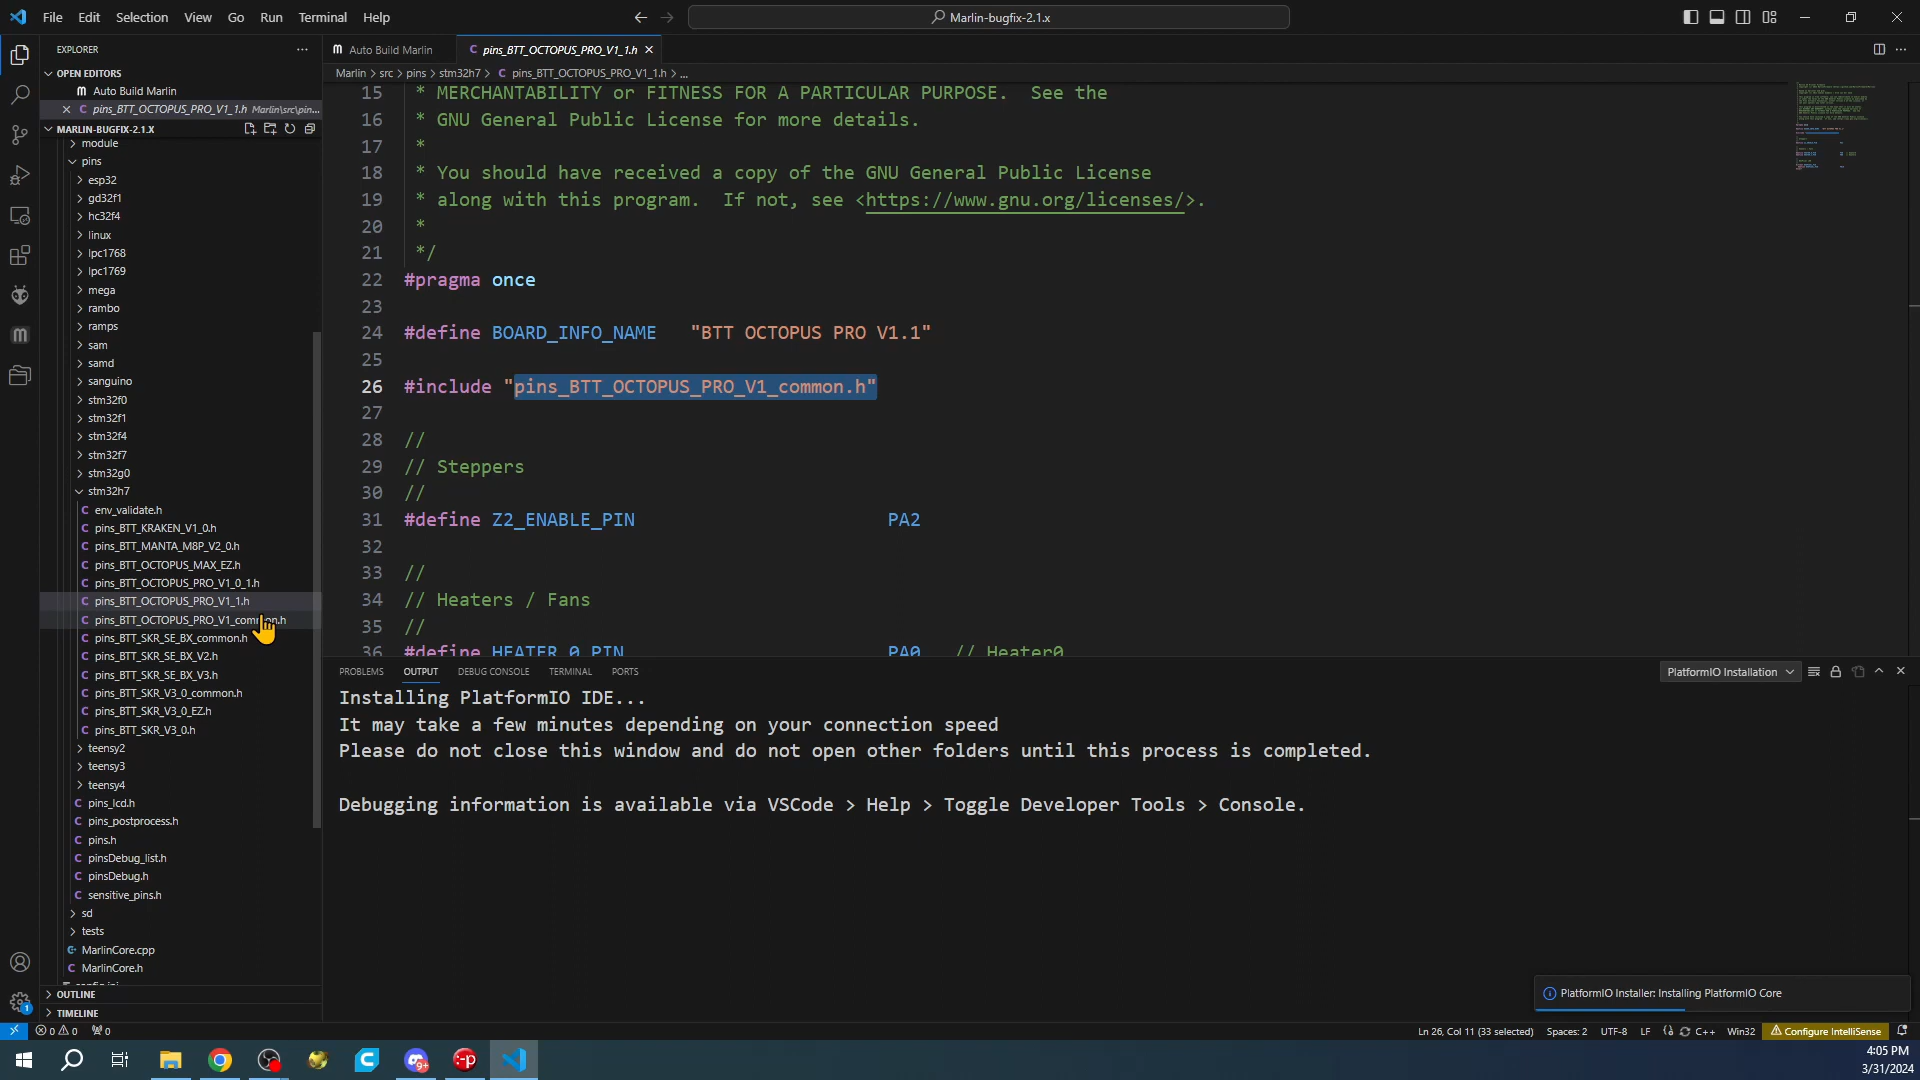 File Edit Selection View Go Run Terminal Help
Marlin-bugfix-2.1.x
EXPLORER
OPEN EDITORS
Auto Build Marlin
pins_BTT_OCTOPUS_PRO_V1_1.h Marlin\src\pin...
MARLIN-BUGFIX-2.1.X
module
pins
esp32
gd32f1
hc32f4
linux
lpc1768
lpc1769
mega
rambo
ramps
sam
samd
sanguino
stm32f0
stm32f1
stm32f4
stm32f7
stm32g0
stm32h7
env_validate.h
pins_BTT_KRAKEN_V1_0.h
pins_BTT_MANTA_M8P_V2_0.h
pins_BTT_OCTOPUS_MAX_EZ.h
pins_BTT_OCTOPUS_PRO_V1_0_1.h
pins_BTT_OCTOPUS_PRO_V1_1.h
pins_BTT_OCTOPUS_PRO_V1_common.h
pins_BTT_SKR_SE_BX_common.h
pins_BTT_SKR_SE_BX_V2.h
pins_BTT_SKR_SE_BX_V3.h
pins_BTT_SKR_V3_0_common.h
pins_BTT_SKR_V3_0_EZ.h
pins_BTT_SKR_V3_0.h
teensy2
teensy3
teensy4
pins_lcd.h
pins_postprocess.h
pins.h
pinsDebug_list.h
pinsDebug.h
sensitive_pins.h
sd
tests
MarlinCore.cpp
MarlinCore.h
OUTLINE
TIMELINE
Auto Build Marlin
pins_BTT_OCTOPUS_PRO_V1_1.h
Marlin > src > pins > stm32h7 > pins_BTT_OCTOPUS_PRO_V1_1.h > ...
15 * MERCHANTABILITY or FITNESS FOR A PARTICULAR PURPOSE. See the
16 * GNU General Public License for more details.
17 *
18 * You should have received a copy of the GNU General Public License
19 * along with this program. If not, see <https://www.gnu.org/licenses/>.
20 *
21 */
22 #pragma once
23
24 #define BOARD_INFO_NAME "BTT OCTOPUS PRO V1.1"
25
26 #include "pins_BTT_OCTOPUS_PRO_V1_common.h"
27
28 //
29 // Steppers
30 //
31 #define Z2_ENABLE_PIN PA2
32
33 //
34 // Heaters / Fans
35 //
36 #define HEATER_0_PIN PA0 // Heater0
PROBLEMS OUTPUT DEBUG CONSOLE TERMINAL PORTS
PlatformIO Installation
Installing PlatformIO IDE...
It may take a few minutes depending on your connection speed
Please do not close this window and do not open other folders until this process is completed.
Debugging information is available via VSCode > Help > Toggle Developer Tools > Console.
PlatformIO Installer: Installing PlatformIO Core
0 0 0
Ln 26, Col 11 (33 selected) Spaces: 2 UTF-8 LF C++ Win32 Configure IntelliSense
4:05 PM
3/31/2024